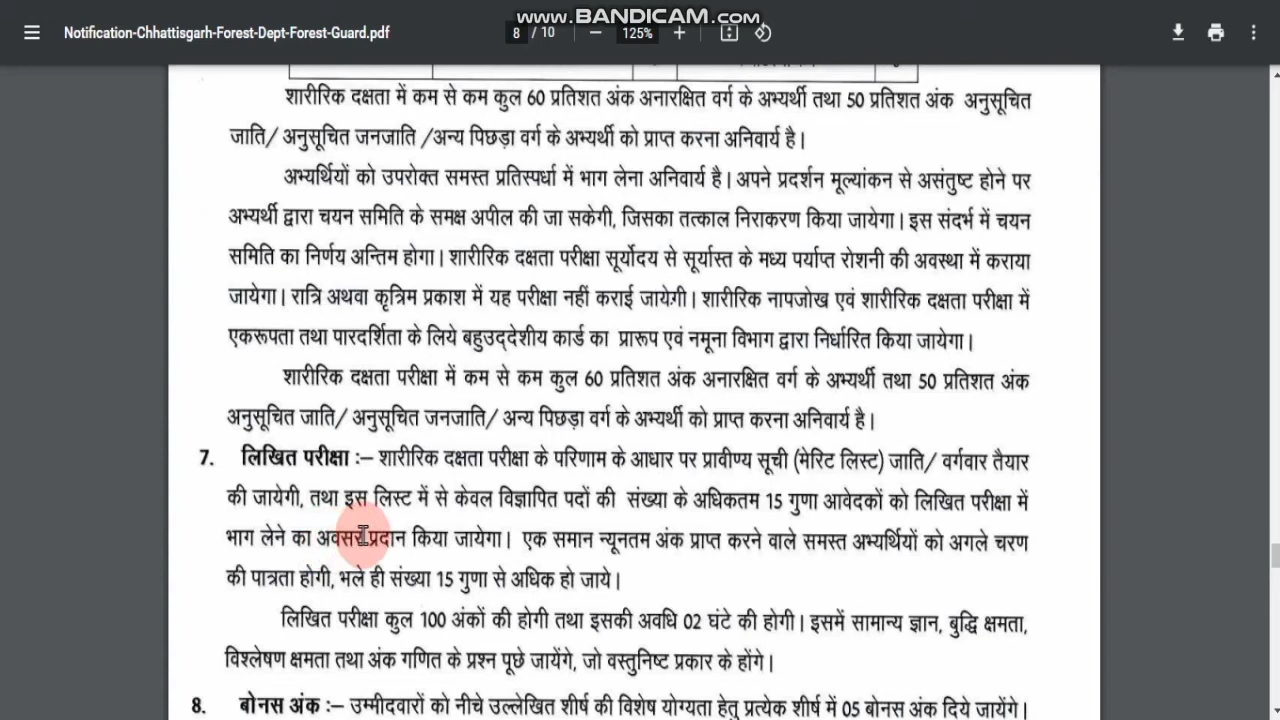 www.BANDICAM.com
Notification-Chhattisgarh-Forest-Dept-Forest-Guard.pdf 8 / 10 125%
शारीरिक दक्षता में कम से कम कुल 60 प्रतिशत अंक अनारक्षित वर्ग के अभ्यर्थी तथा 50 प्रतिशत अंक अनुसूचित
जाति/ अनुसूचित जनजाति /अन्य पिछड़ा वर्ग के अभ्यर्थी को प्राप्त करना अनिवार्य है।
अभ्यर्थियों को उपरोक्त समस्त प्रतिस्पर्धा में भाग लेना अनिवार्य है। अपने प्रदर्शन मूल्यांकन से असंतुष्ट होने पर
अभ्यर्थी द्वारा चयन समिति के समक्ष अपील की जा सकेगी, जिसका तत्काल निराकरण किया जायेगा। इस संदर्भ में चयन
समिति का निर्णय अन्तिम होगा। शारीरिक दक्षता परीक्षा सूर्योदय से सूर्यास्त के मध्य पर्याप्त रोशनी की अवस्था में कराया
जायेगा। रात्रि अथवा कृत्रिम प्रकाश में यह परीक्षा नहीं कराई जायेगी। शारीरिक नापजोख एवं शारीरिक दक्षता परीक्षा में
एकरूपता तथा पारदर्शिता के लिये बहुउद्देशीय कार्ड का प्रारूप एवं नमूना विभाग द्वारा निर्धारित किया जायेगा।
शारीरिक दक्षता परीक्षा में कम से कम कुल 60 प्रतिशत अंक अनारक्षित वर्ग के अभ्यर्थी तथा 50 प्रतिशत अंक
अनुसूचित जाति/ अनुसूचित जनजाति/ अन्य पिछड़ा वर्ग के अभ्यर्थी को प्राप्त करना अनिवार्य है।
7. लिखित परीक्षा :– शारीरिक दक्षता परीक्षा के परिणाम के आधार पर प्रावीण्य सूची (मेरिट लिस्ट) जाति/ वर्गवार तैयार
की जायेगी, तथा इस लिस्ट में से केवल विज्ञापित पदों की संख्या के अधिकतम 15 गुणा आवेदकों को लिखित परीक्षा में
भाग लेने का अवसर प्रदान किया जायेगा। एक समान न्यूनतम अंक प्राप्त करने वाले समस्त अभ्यर्थियों को अगले चरण
की पात्रता होगी, भले ही संख्या 15 गुणा से अधिक हो जाये।
लिखित परीक्षा कुल 100 अंकों की होगी तथा इसकी अवधि 02 घंटे की होगी। इसमें सामान्य ज्ञान, बुद्धि क्षमता,
विश्लेषण क्षमता तथा अंक गणित के प्रश्न पूछे जायेंगे, जो वस्तुनिष्ट प्रकार के होंगे।
8. बोनस अंक :– उम्मीदवारों को नीचे उल्लेखित शीर्ष की विशेष योग्यता हेतु प्रत्येक शीर्ष में 05 बोनस अंक दिये जायेंगे।